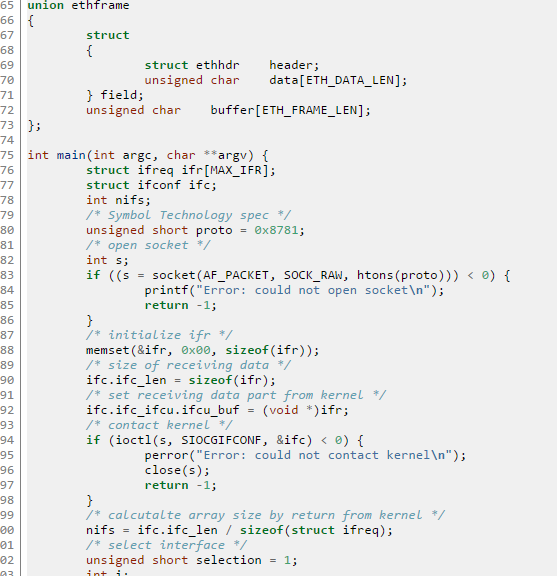 65 union ethframe
66 {
67 struct
68 {
69 struct ethhdr header;
70 unsigned char data[ETH_DATA_LEN];
71 } field;
72 unsigned char buffer[ETH_FRAME_LEN];
73 };
74
75 int main(int argc, char **argv) {
76 struct ifreq ifr[MAX_IFR];
77 struct ifconf ifc;
78 int nifs;
79 /* Symbol Technology spec */
80 unsigned short proto = 0x8781;
81 /* open socket */
82 int s;
83 if ((s = socket(AF_PACKET, SOCK_RAW, htons(proto))) < 0) {
84 printf("Error: could not open socket\n");
85 return -1;
86 }
87 /* initialize ifr */
88 memset(&ifr, 0x00, sizeof(ifr));
89 /* size of receiving data */
90 ifc.ifc_len = sizeof(ifr);
91 /* set receiving data part from kernel */
92 ifc.ifc_ifcu.ifcu_buf = (void *)ifr;
93 /* contact kernel */
94 if (ioctl(s, SIOCGIFCONF, &ifc) < 0) {
95 perror("Error: could not contact kernel\n");
96 close(s);
97 return -1;
98 }
99 /* calcutalte array size by return from kernel */
00 nifs = ifc.ifc_len / sizeof(struct ifreq);
01 /* select interface */
02 unsigned short selection = 1;
03 int i;